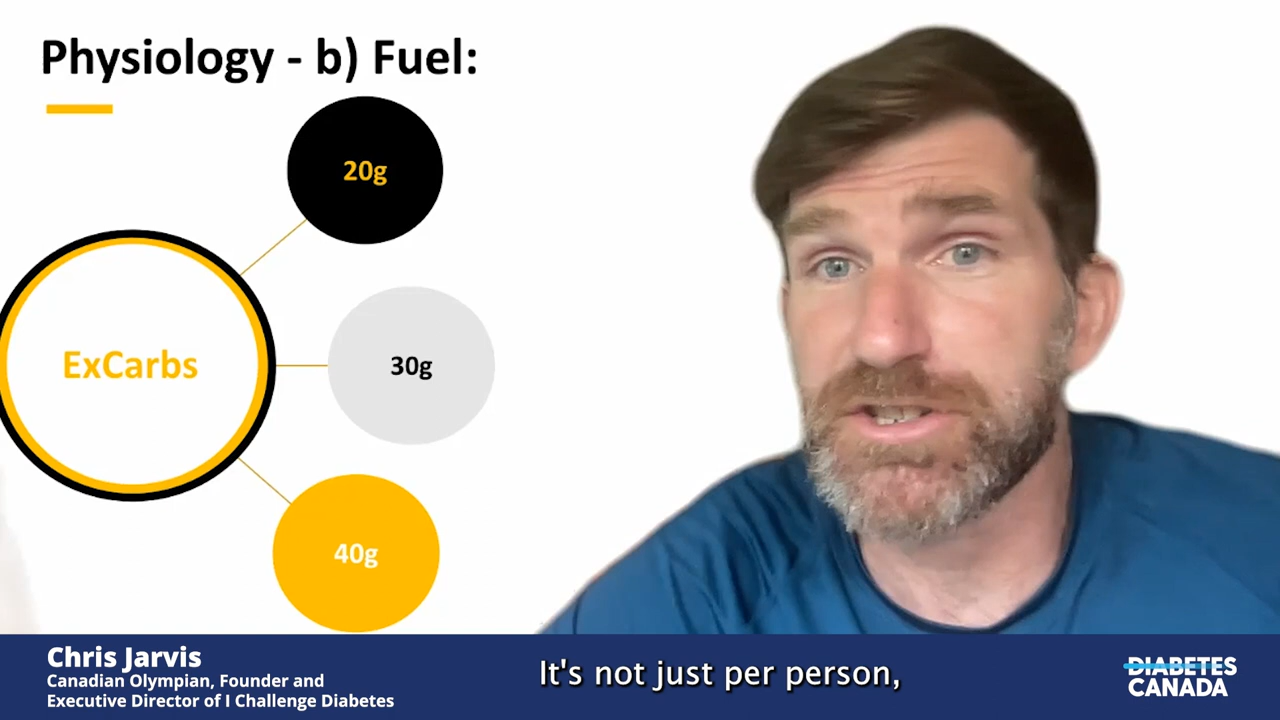 Physiology - b) Fuel:
20g
ExCarbs
30g
40g
Chris Jarvis
Canadian Olympian, Founder and
Executive Director of I Challenge Diabetes
It's not just per person,
DIABETES
CANADA